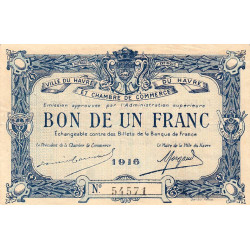 VILLE DU HAVRE
ET CHAMBRE DE COMMERCE
DU HAVRE
Emission approuvée par l'Administration supérieure
BON DE UN FRANC
Échangeable contre des Billets de la Banque de France
Le Président de la Chambre de Commerce
Le Maire de la Ville du Havre
1916
Morgand
N° 54571